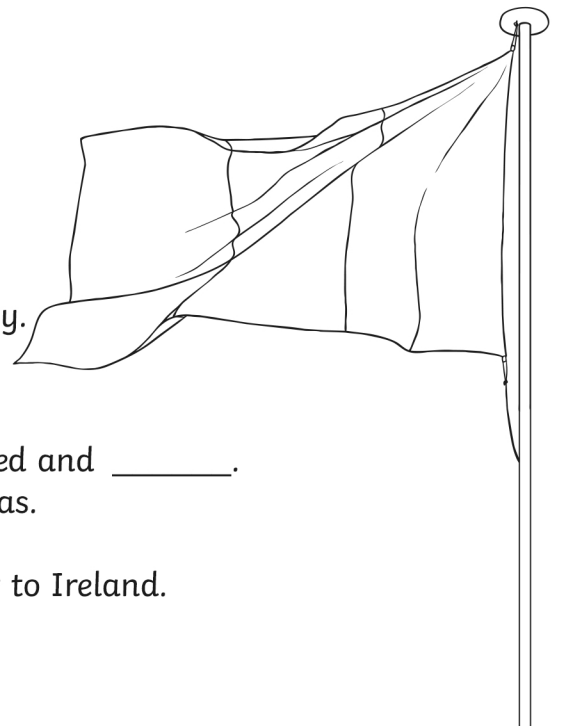 y.
ed and _______.
as.
to Ireland.